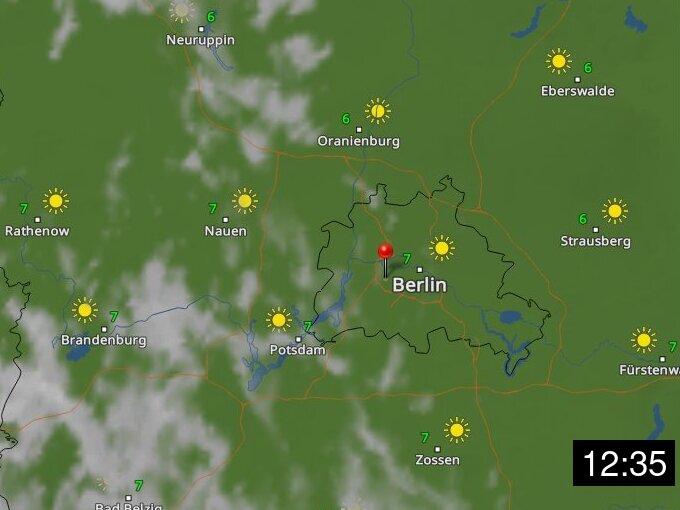 6
Neuruppin
6
Eberswalde
6
Oranienburg
7
Rathenow
7
Nauen
6
Strausberg
7
Berlin
7
Brandenburg
7
Potsdam
7
Fürstenwa
7
Zossen
12:35
7
Bad Belzig